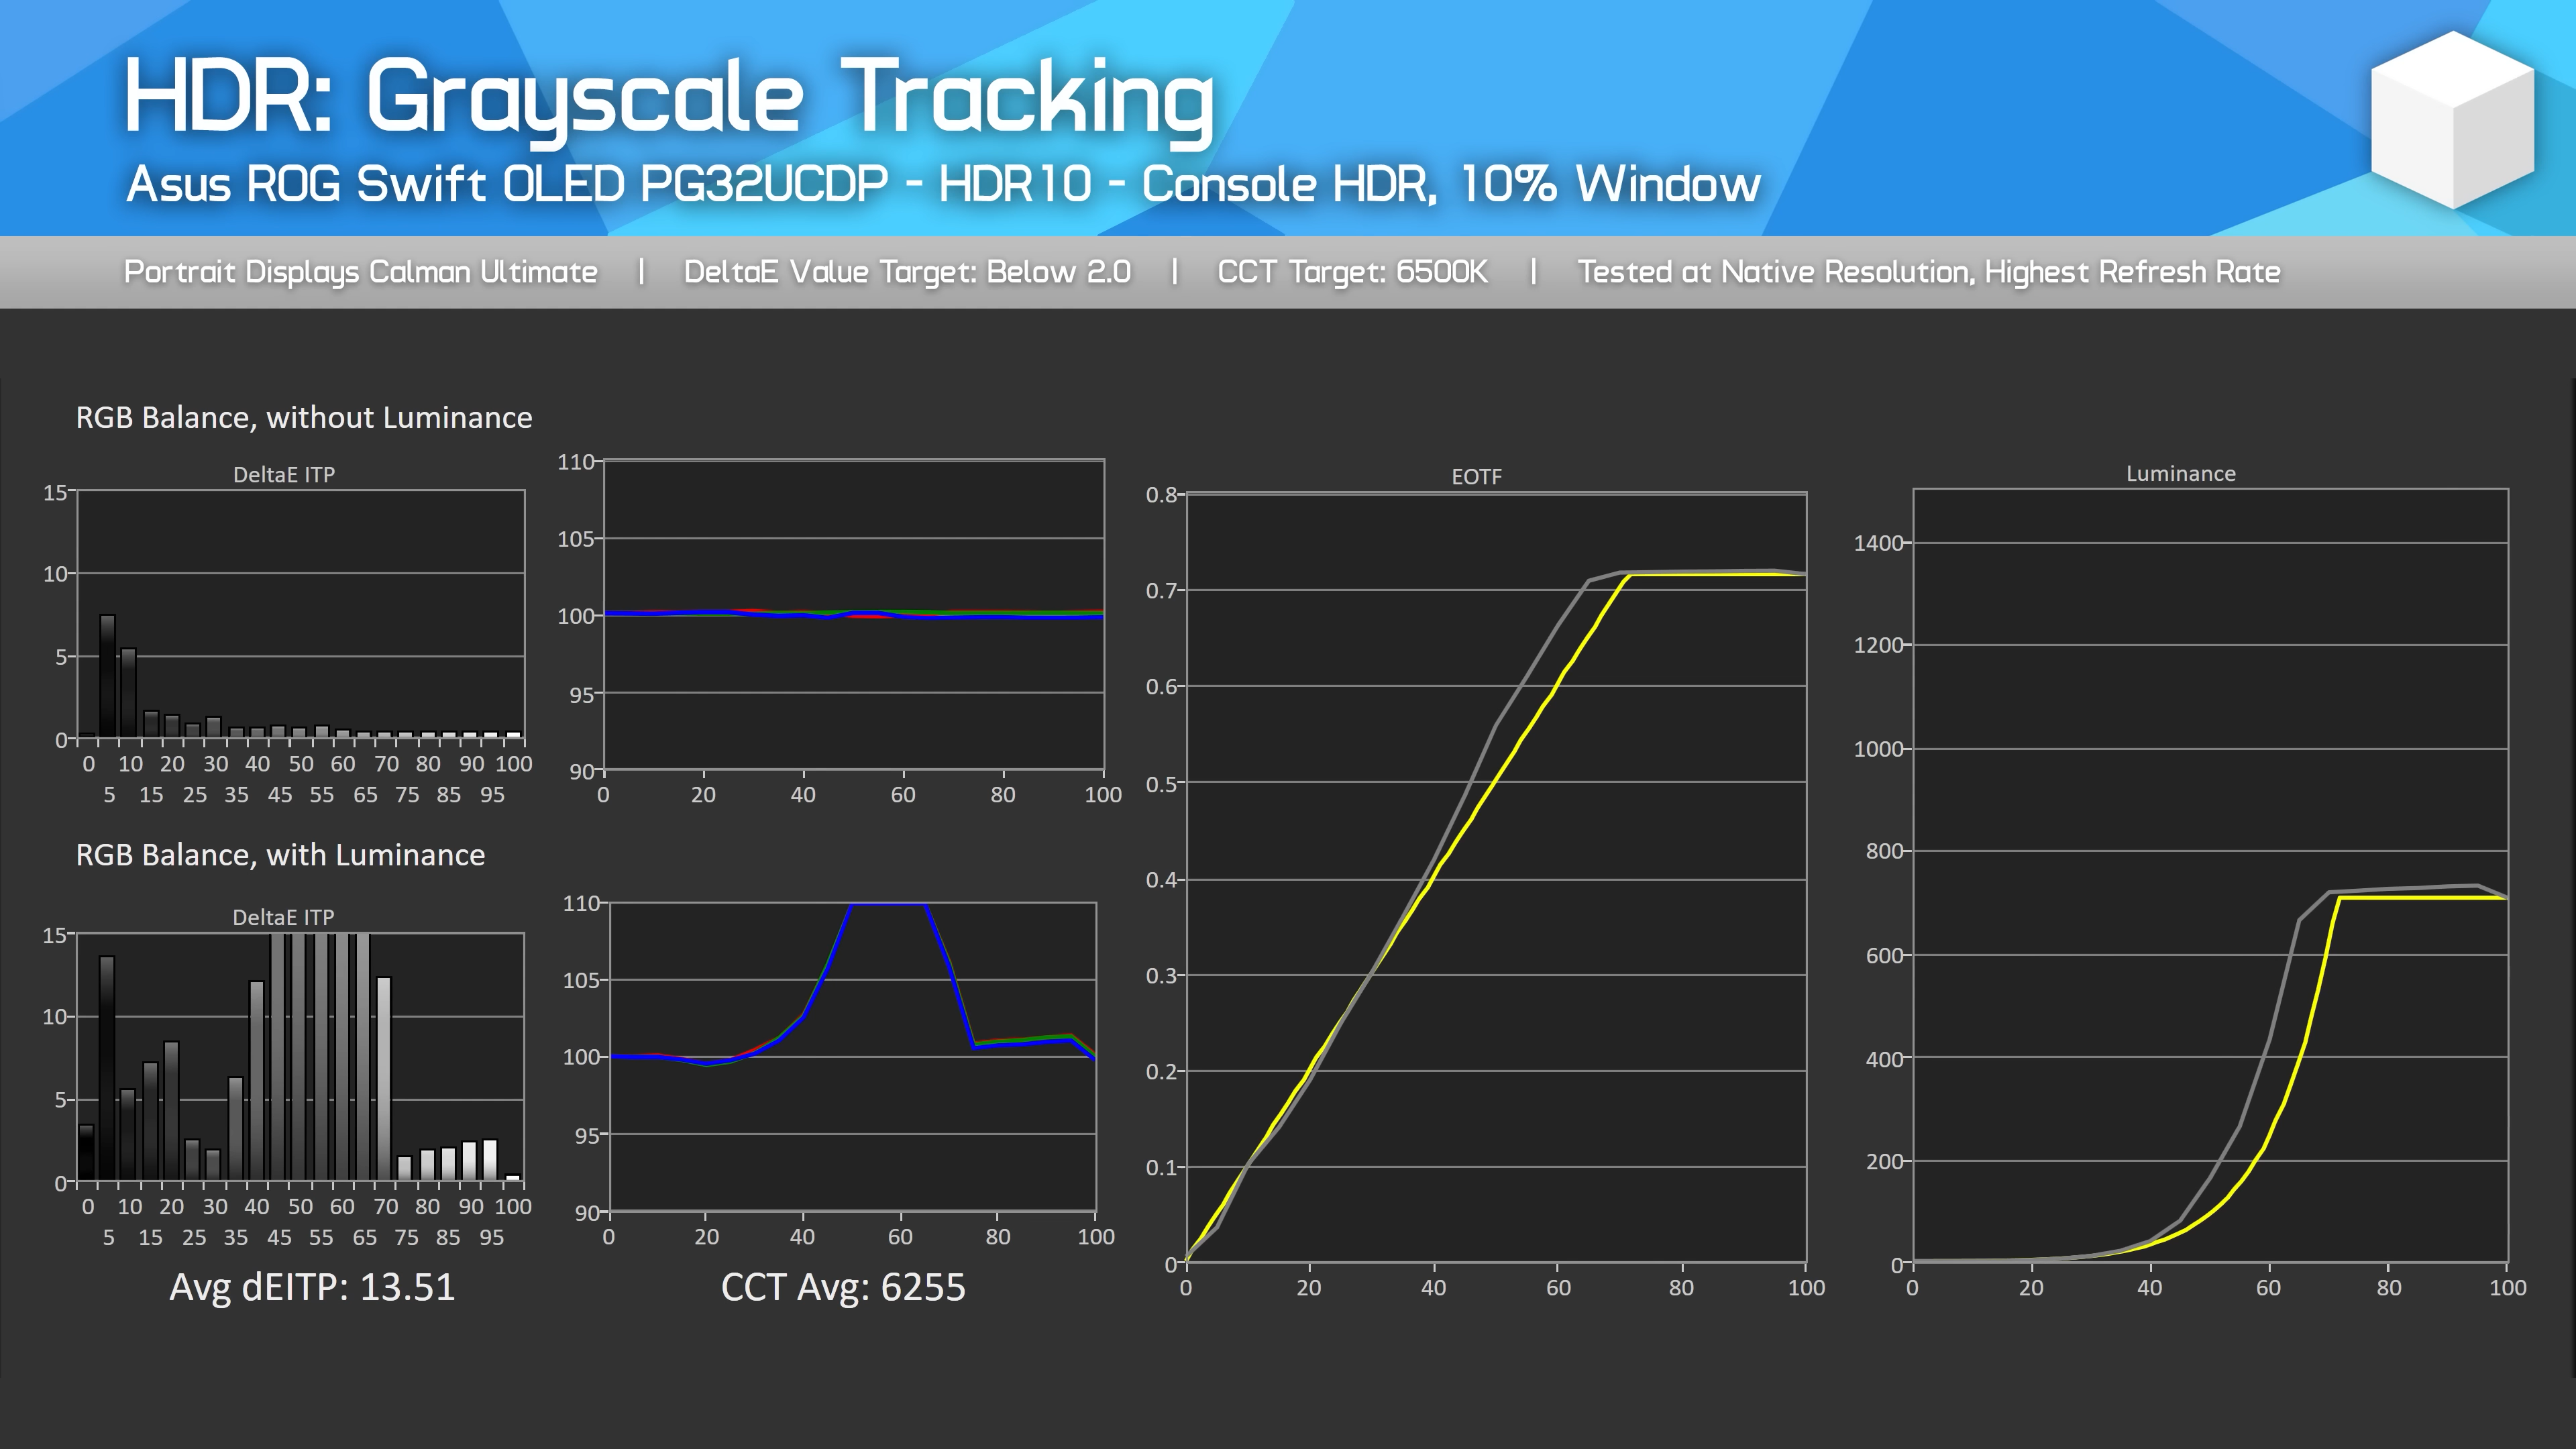 HDR: Grayscale Tracking
Asus ROG Swift OLED PG32UCDP - HDR10 - Console HDR, 10% Window
Portrait Displays Calman Ultimate | DeltaE Value Target: Below 2.0 | CCT Target: 6500K | Tested at Native Resolution, Highest Refresh Rate
RGB Balance, without Luminance
DeltaE ITP
15
10
5
0
0 10 20 30 40 50 60 70 80 90 100
5 15 25 35 45 55 65 75 85 95
110
105
100
95
90
0 20 40 60 80 100
RGB Balance, with Luminance
DeltaE ITP
15
10
5
0
0 10 20 30 40 50 60 70 80 90 100
5 15 25 35 45 55 65 75 85 95
Avg dEITP: 13.51
110
105
100
95
90
0 20 40 60 80 100
CCT Avg: 6255
EOTF
0.8
0.7
0.6
0.5
0.4
0.3
0.2
0.1
0
0 20 40 60 80 100
Luminance
1400
1200
1000
800
600
400
200
0
0 20 40 60 80 100